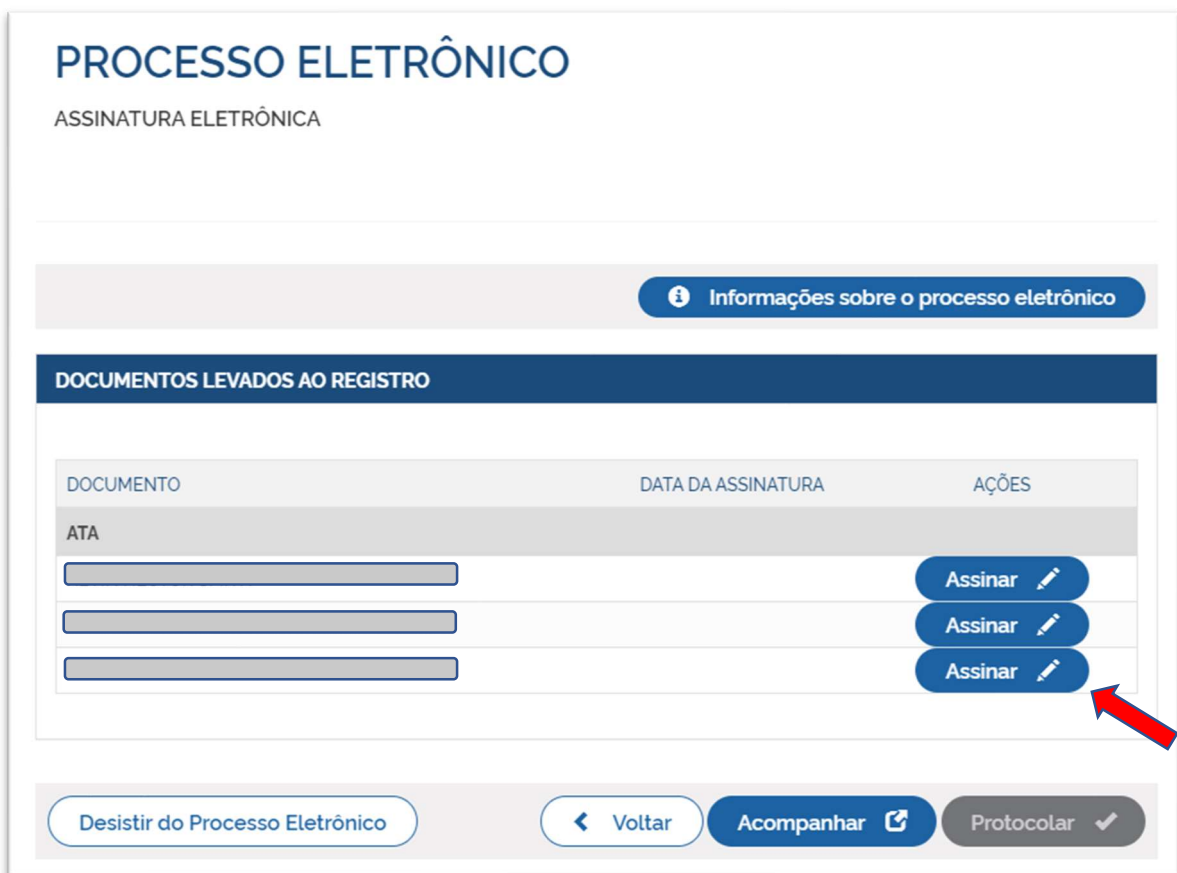 PROCESSO ELETRÔNICO
ASSINATURA ELETRÔNICA
Informações sobre o processo eletrônico
DOCUMENTOS LEVADOS AO REGISTRO
DOCUMENTO DATA DA ASSINATURA AÇÕES
ATA
Assinar
Assinar
Assinar
Desistir do Processo Eletrônico Voltar Acompanhar Protocolar